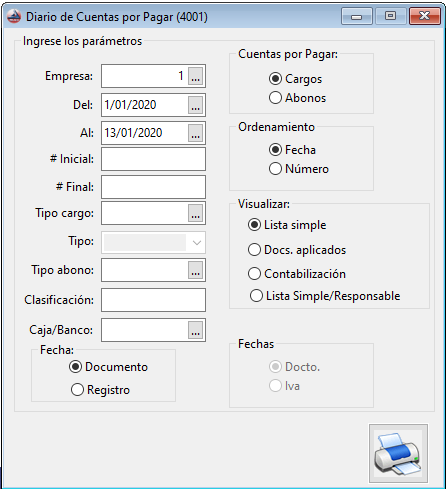 Diario de Cuentas por Pagar (4001)
Ingrese los parámetros
Empresa: 1 ...
Del: 1/01/2020 ...
Al: 13/01/2020 ...
# Inicial:
# Final:
Tipo cargo: ...
Tipo:
Tipo abono: ...
Clasificación:
Caja/Banco: ...
Fecha:
Documento
Registro
Cuentas por Pagar:
Cargos
Abonos
Ordenamiento
Fecha
Número
Visualizar:
Lista simple
Docs. aplicados
Contabilización
Lista Simple/Responsable
Fechas
Docto.
Iva